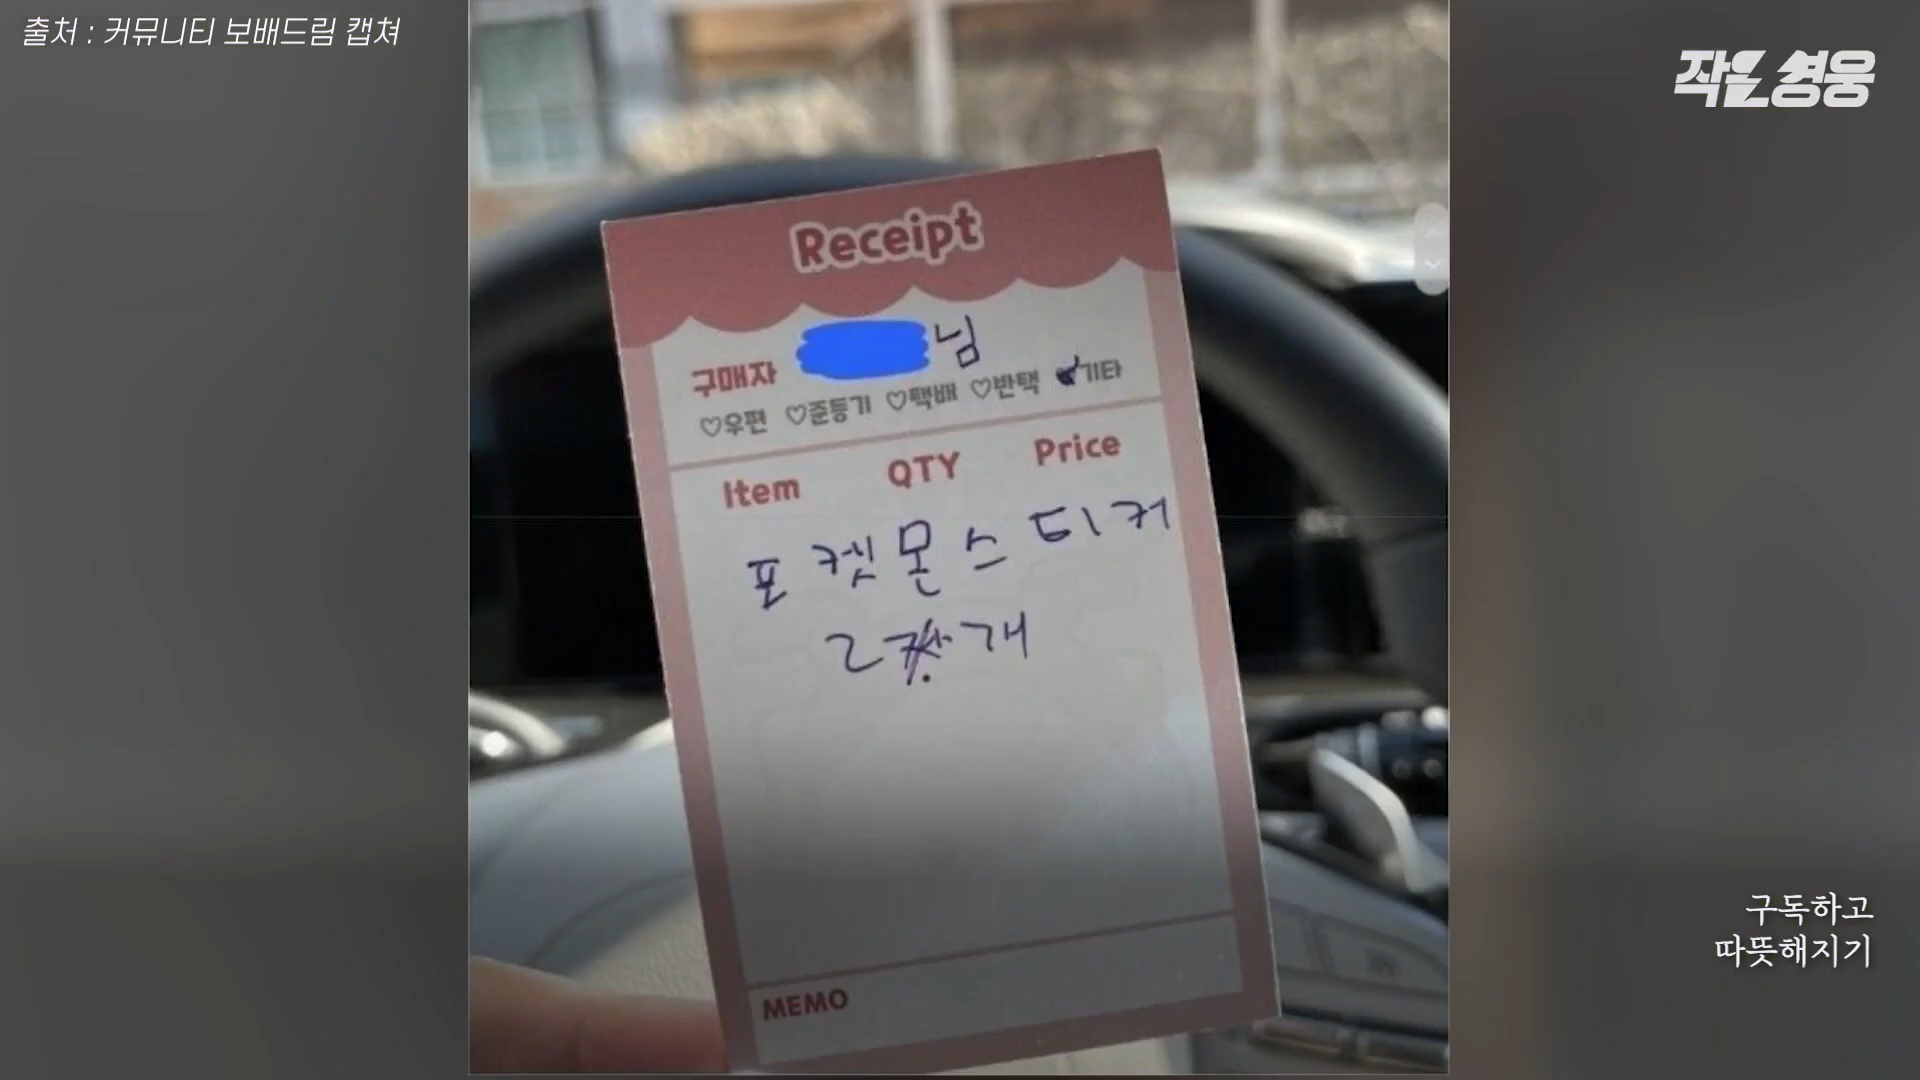 출처 : 커뮤니티 보배드림 캡쳐
작은영웅
Receipt
구매자 님
♡우편 ♡준등기 ♡택배 ♡반택 ♥기타
Item QTY Price
포켓몬스티커
2 개
MEMO
구독하고
따뜻해지기